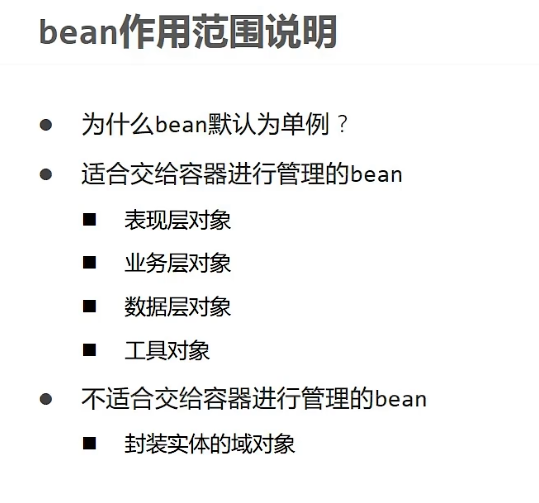 bean作用范围说明
为什么bean默认为单例？
适合交给容器进行管理的bean
表现层对象
业务层对象
数据层对象
工具对象
不适合交给容器进行管理的bean
封装实体的域对象